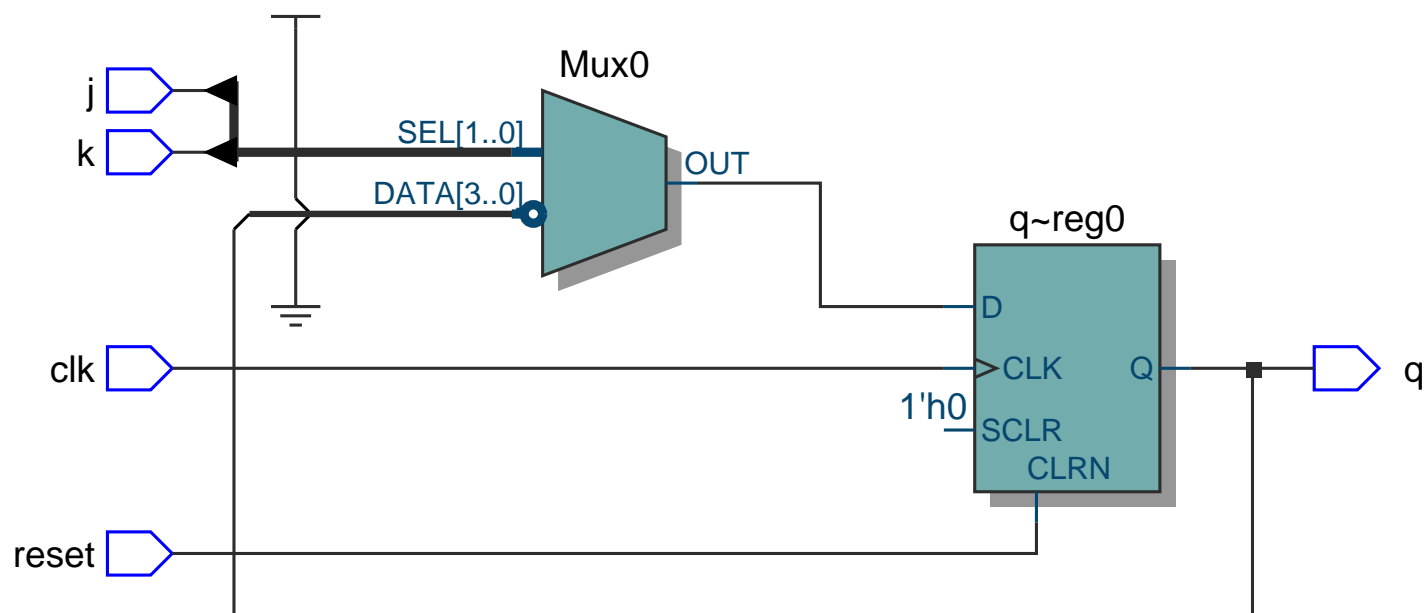 Mux0
j
k
SEL[1..0]
DATA[3..0]
OUT
q~reg0
D
clk
CLK
Q
q
1'h0
SCLR
CLRN
reset